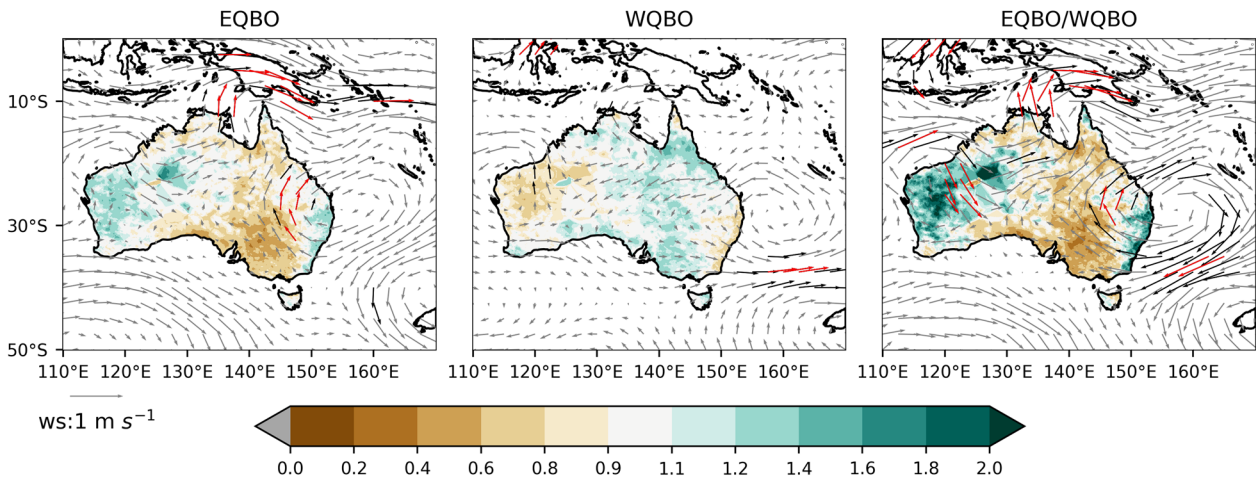 EQBO WQBO EQBO/WQBO
10°S
30°S
50°S
110°E 120°E 130°E 140°E 150°E 160°E 110°E 120°E 130°E 140°E 150°E 160°E 110°E 120°E 130°E 140°E 150°E 160°E
ws:1 m s⁻¹
0.0 0.2 0.4 0.6 0.8 0.9 1.1 1.2 1.4 1.6 1.8 2.0